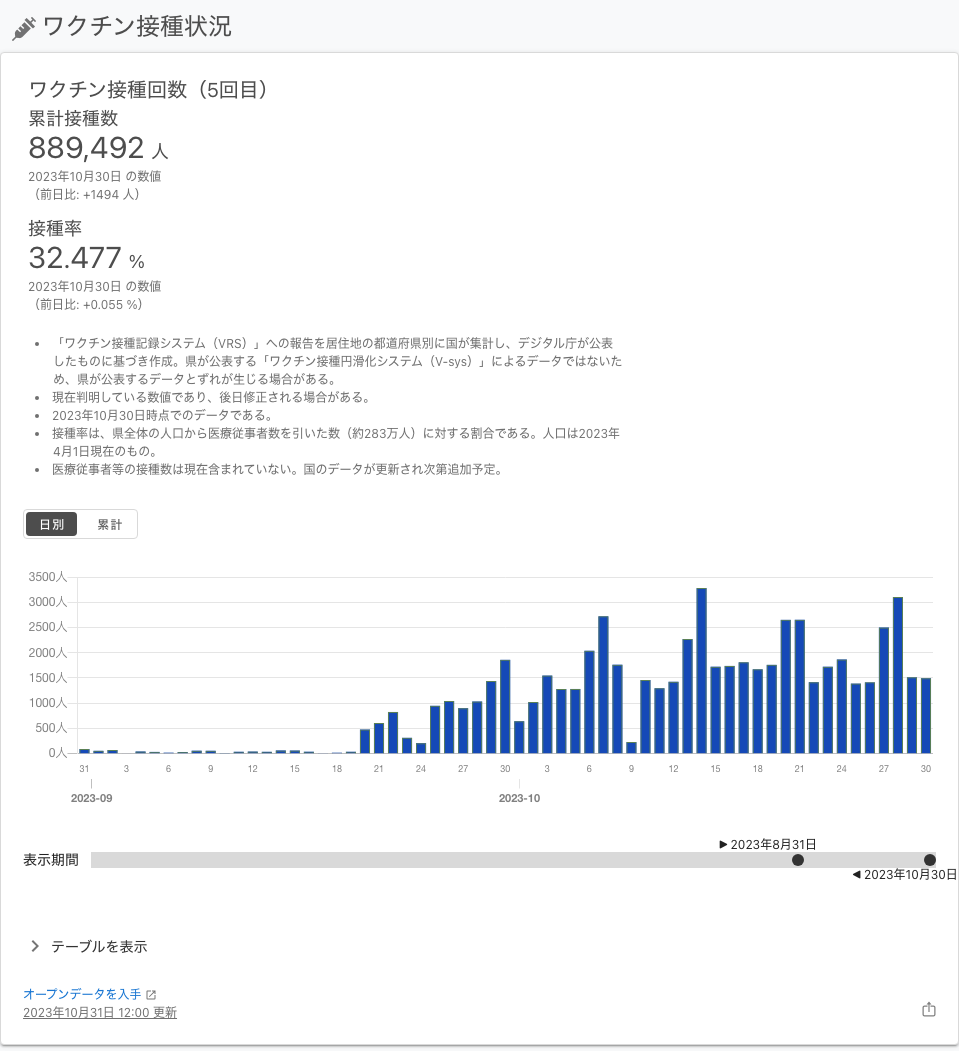 ワクチン接種状況
ワクチン接種回数（5回目）
累計接種数
889,492 人
2023年10月30日 の数値
（前日比: +1494 人）
接種率
32.477 %
2023年10月30日 の数値
（前日比: +0.055 %）
• 「ワクチン接種記録システム（VRS）」への報告を居住地の都道府県別に国が集計し、デジタル庁が公表
したものに基づき作成。県が公表する「ワクチン接種円滑化システム（V-sys）」によるデータではないた
め、県が公表するデータとずれが生じる場合がある。
• 現在判明している数値であり、後日修正される場合がある。
• 2023年10月30日時点でのデータである。
• 接種率は、県全体の人口から医療従事者数を引いた数（約283万人）に対する割合である。人口は2023年
4月1日現在のもの。
• 医療従事者等の接種数は現在含まれていない。国のデータが更新され次第追加予定。
日別 累計
3500人
3000人
2500人
2000人
1500人
1000人
500人
0人
31 3 6 9 12 15 18 21 24 27 30 3 6 9 12 15 18 21 24 27 30
2023-09 2023-10
▶ 2023年8月31日
表示期間
◀ 2023年10月30日
テーブルを表示
オープンデータを入手
2023年10月31日 12:00 更新